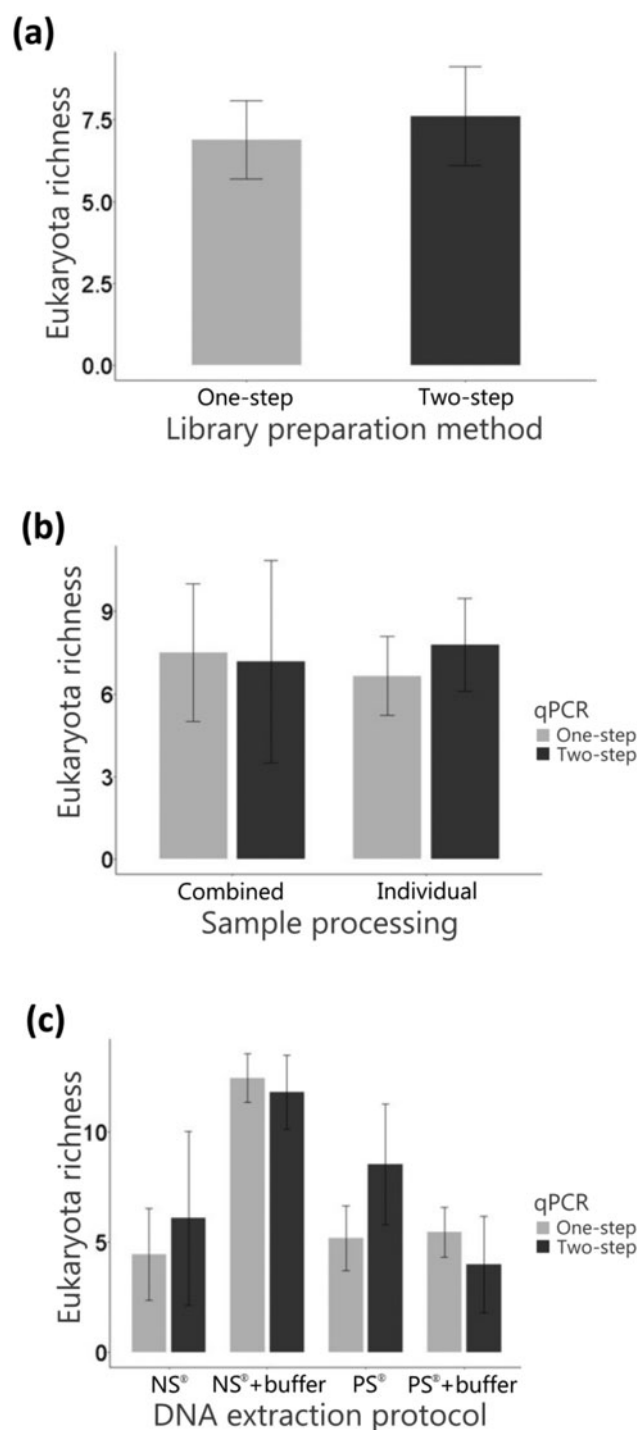 (a)
Eukaryota richness
7.5
5.0
2.5
0.0
One-step Two-step
Library preparation method
(b)
Eukaryota richness
9
6
3
0
qPCR
One-step
Two-step
Combined Individual
Sample processing
(c)
Eukaryota richness
10
5
0
qPCR
One-step
Two-step
NS® NS®+buffer PS® PS®+buffer
DNA extraction protocol